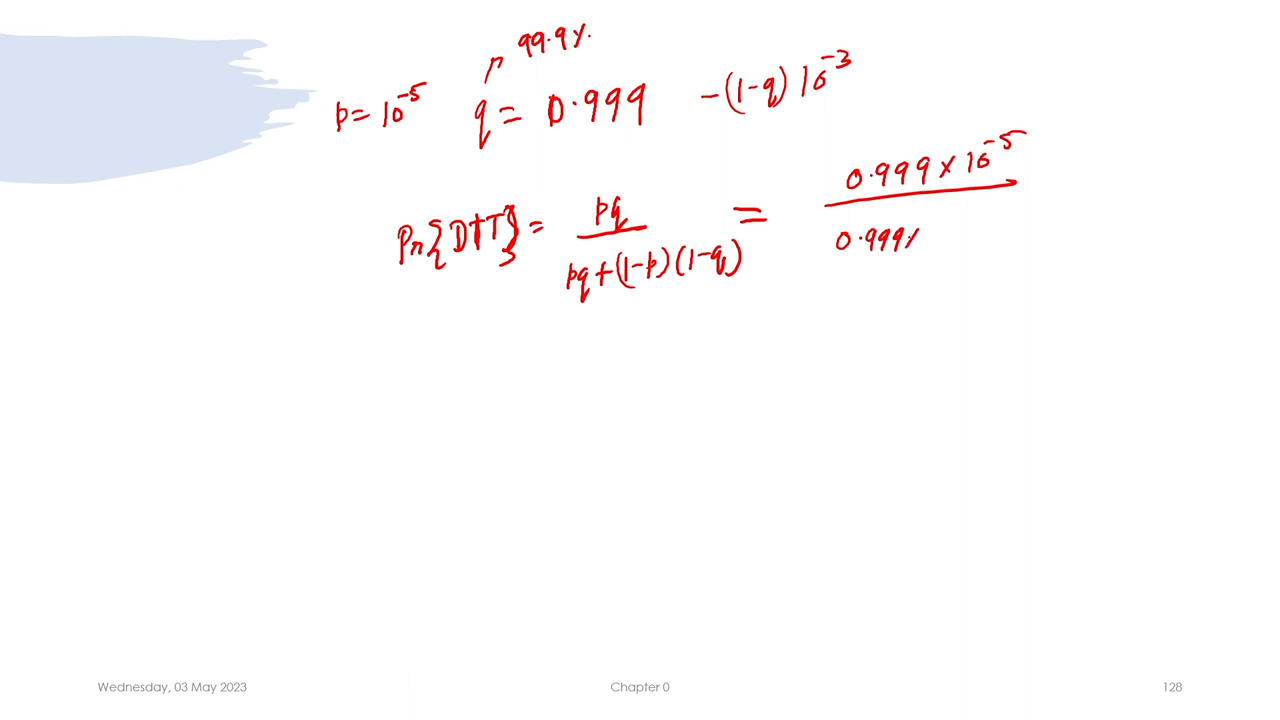 99.9%.
p = 10^-5 q = 0.999 -(1-q) 10^-3
Pr{D|T} = pq / pq+(1-p)(1-q) = 0.999 x 10^-5 / 0.999x
Wednesday, 03 May 2023 Chapter 0 128